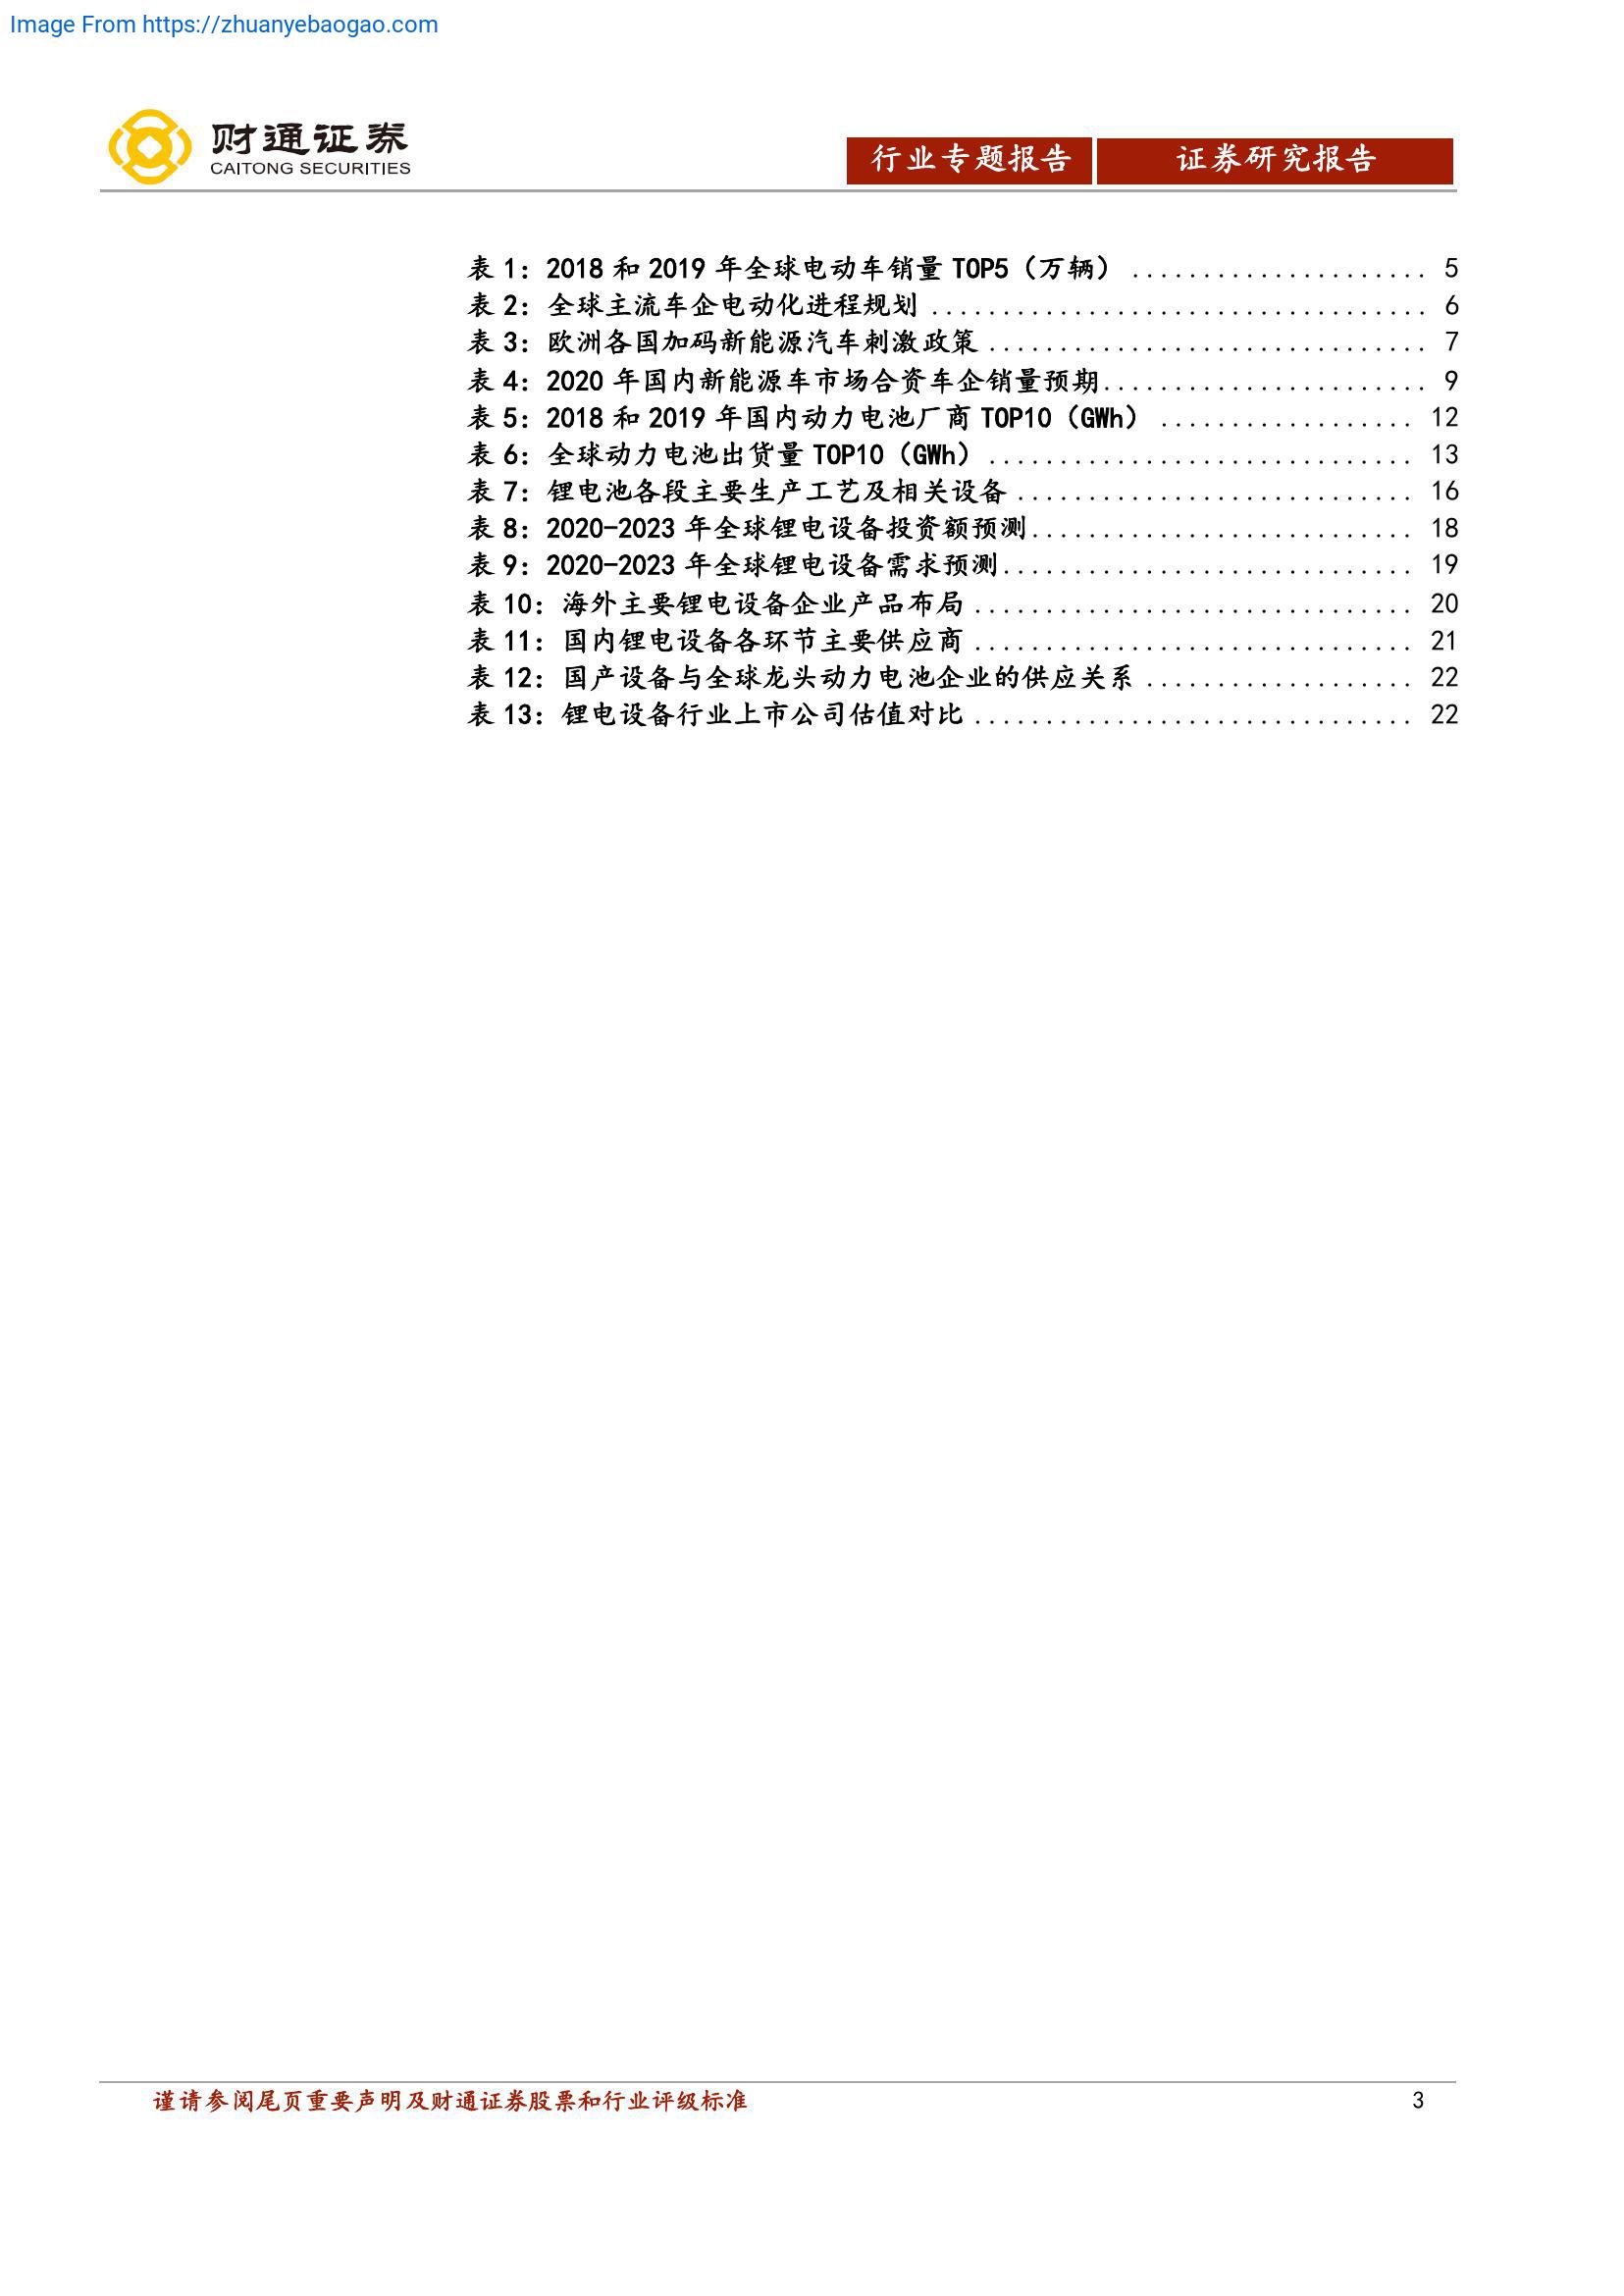 Image From https://zhuanyebaogao.com
财通证券
CAITONG SECURITIES
行业专题报告 证券研究报告
表 1：2018 和 2019 年全球电动车销量 TOP5（万辆） ..................... 5
表 2：全球主流车企电动化进程规划 ................................... 6
表 3：欧洲各国加码新能源汽车刺激政策 ............................... 7
表 4：2020 年国内新能源车市场合资车企销量预期....................... 9
表 5：2018 和 2019 年国内动力电池厂商 TOP10（GWh） .................. 12
表 6：全球动力电池出货量 TOP10（GWh） .............................. 13
表 7：锂电池各段主要生产工艺及相关设备 ............................ 16
表 8：2020-2023 年全球锂电设备投资额预测........................... 18
表 9：2020-2023 年全球锂电设备需求预测............................. 19
表 10：海外主要锂电设备企业产品布局 ............................... 20
表 11：国内锂电设备各环节主要供应商 ............................... 21
表 12：国产设备与全球龙头动力电池企业的供应关系 ................... 22
表 13：锂电设备行业上市公司估值对比 ............................... 22
谨请参阅尾页重要声明及财通证券股票和行业评级标准 3